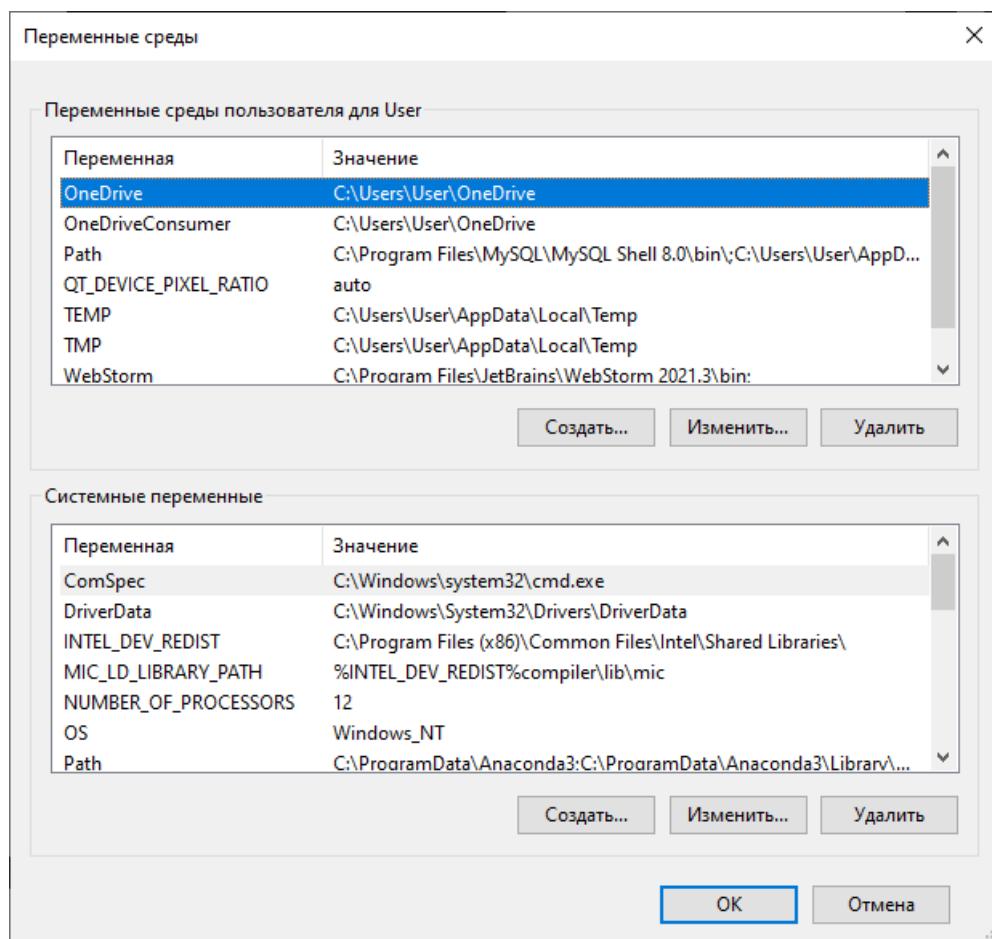 Переменные среды
Переменные среды пользователя для User
Переменная Значение
OneDrive C:\Users\User\OneDrive
OneDriveConsumer C:\Users\User\OneDrive
Path C:\Program Files\MySQL\MySQL Shell 8.0\bin\;C:\Users\User\AppD...
QT_DEVICE_PIXEL_RATIO auto
TEMP C:\Users\User\AppData\Local\Temp
TMP C:\Users\User\AppData\Local\Temp
WebStorm C:\Program Files\JetBrains\WebStorm 2021.3\bin;
Создать... Изменить... Удалить
Системные переменные
Переменная Значение
ComSpec C:\Windows\system32\cmd.exe
DriverData C:\Windows\System32\Drivers\DriverData
INTEL_DEV_REDIST C:\Program Files (x86)\Common Files\Intel\Shared Libraries\
MIC_LD_LIBRARY_PATH %INTEL_DEV_REDIST%compiler\lib\mic
NUMBER_OF_PROCESSORS 12
OS Windows_NT
Path C:\ProgramData\Anaconda3;C:\ProgramData\Anaconda3\Library\...
Создать... Изменить... Удалить
OK Отмена